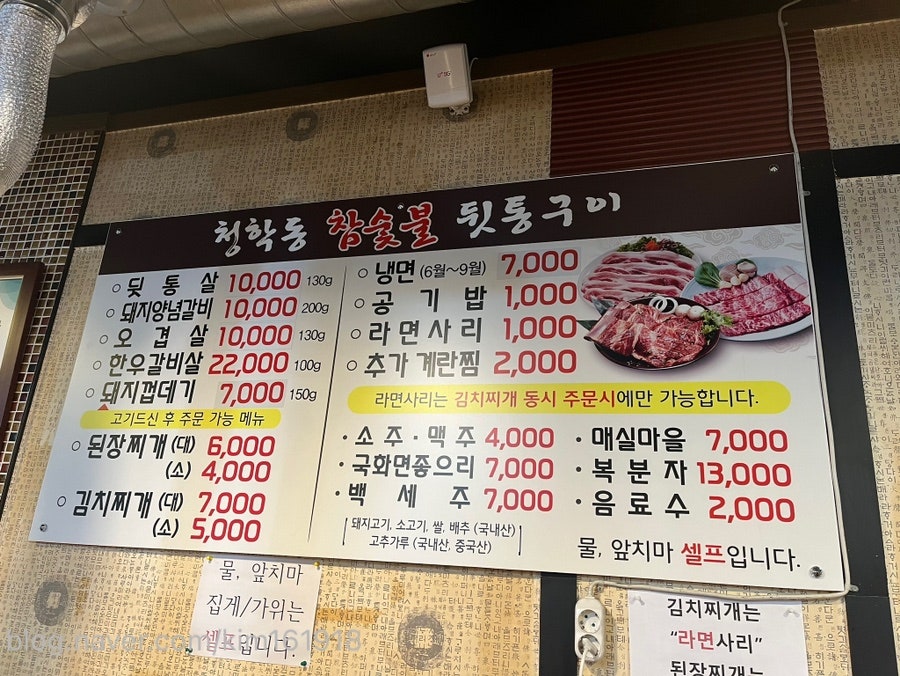 청학동 참숯불 뒷통구이
○ 뒷통살 10,000 130g
○ 돼지양념갈비 10,000 200g
○ 오겹살 10,000 130g
○ 한우갈비살 22,000 100g
○ 돼지껍데기 7,000 150g
고기드신 후 주문 가능 메뉴
○ 된장찌개 (대) 6,000
(소) 4,000
○ 김치찌개 (대) 7,000
(소) 5,000
○ 냉면 (6월~9월) 7,000
○ 공기밥 1,000
○ 라면사리 1,000
○ 추가 계란찜 2,000
라면사리는 김치찌개 동시 주문시에만 가능합니다.
· 소주·맥주 4,000
· 국화면좋으리 7,000
· 백세주 7,000
돼지고기, 소고기, 쌀, 배추 (국내산)
고추가루 (국내산, 중국산)
· 매실마을 7,000
· 복분자 13,000
· 음료수 2,000
물, 앞치마 셀프입니다.
물, 앞치마
집게/가위는
셀프입니다.
김치찌개는
"라면사리"
된장찌개는
blog.naver.com/kim161918